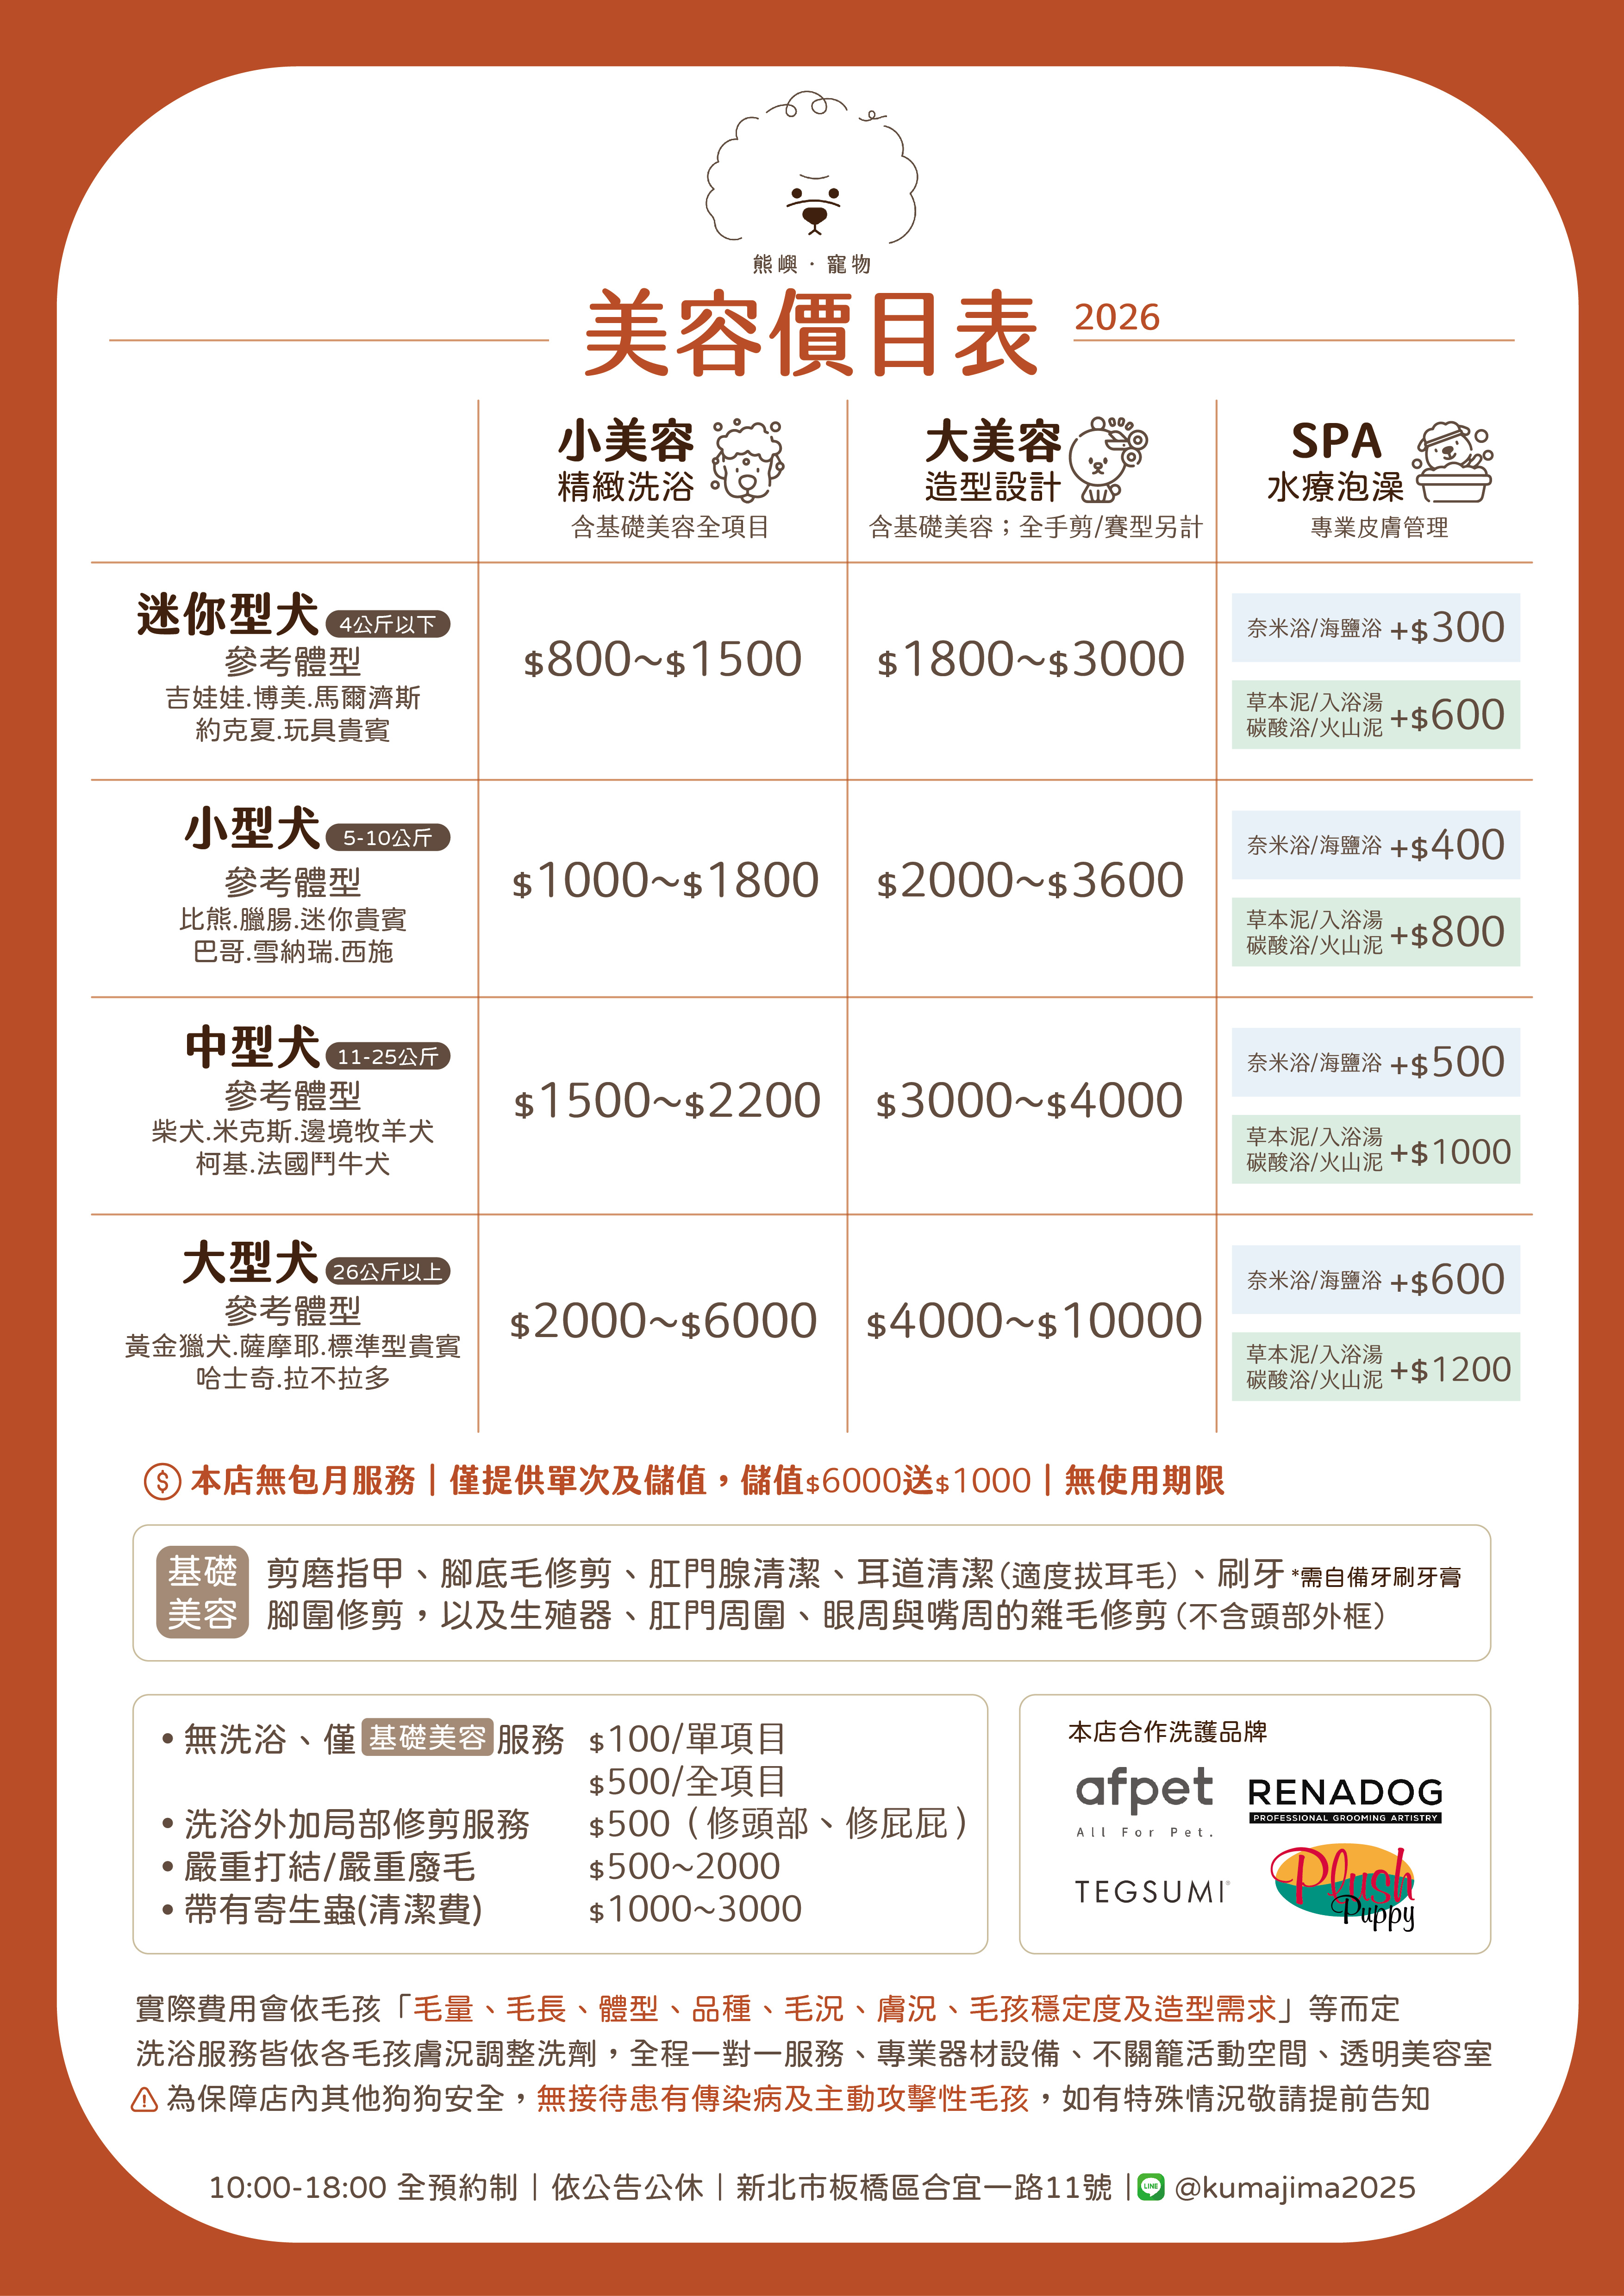 熊嶼・寵物
美容價目表 2026
小美容
精緻洗浴
含基礎美容全項目
大美容
造型設計
含基礎美容；全手剪/賽型另計
SPA
水療泡澡
專業皮膚管理
迷你型犬 4公斤以下
參考體型
吉娃娃.博美.馬爾濟斯
約克夏.玩具貴賓
$800~$1500
$1800~$3000
奈米浴/海鹽浴 +$300
草本泥/入浴湯
碳酸浴/火山泥 +$600
小型犬 5-10公斤
參考體型
比熊.臘腸.迷你貴賓
巴哥.雪納瑞.西施
$1000~$1800
$2000~$3600
奈米浴/海鹽浴 +$400
草本泥/入浴湯
碳酸浴/火山泥 +$800
中型犬 11-25公斤
參考體型
柴犬.米克斯.邊境牧羊犬
柯基.法國鬥牛犬
$1500~$2200
$3000~$4000
奈米浴/海鹽浴 +$500
草本泥/入浴湯
碳酸浴/火山泥 +$1000
大型犬 26公斤以上
參考體型
黃金獵犬.薩摩耶.標準型貴賓
哈士奇.拉不拉多
$2000~$6000
$4000~$10000
奈米浴/海鹽浴 +$600
草本泥/入浴湯
碳酸浴/火山泥 +$1200
$ 本店無包月服務｜僅提供單次及儲值，儲值$6000送$1000｜無使用期限
基礎
美容
剪磨指甲、腳底毛修剪、肛門腺清潔、耳道清潔(適度拔耳毛)、刷牙 *需自備牙刷牙膏
腳圍修剪，以及生殖器、肛門周圍、眼周與嘴周的雜毛修剪(不含頭部外框)
• 無洗浴、僅 基礎美容 服務 $100/單項目
$500/全項目
• 洗浴外加局部修剪服務 $500（修頭部、修屁屁）
• 嚴重打結/嚴重廢毛 $500~2000
• 帶有寄生蟲(清潔費) $1000~3000
本店合作洗護品牌
afpet
All For Pet.
RENADOG
PROFESSIONAL GROOMING ARTISTRY
TEGSUMI
Plush
Puppy
實際費用會依毛孩「毛量、毛長、體型、品種、毛況、膚況、毛孩穩定度及造型需求」等而定
洗浴服務皆依各毛孩膚況調整洗劑，全程一對一服務、專業器材設備、不關籠活動空間、透明美容室
為保障店內其他狗狗安全，無接待患有傳染病及主動攻擊性毛孩，如有特殊情況敬請提前告知
10:00-18:00 全預約制｜依公告公休｜新北市板橋區合宜一路11號｜LINE @kumajima2025